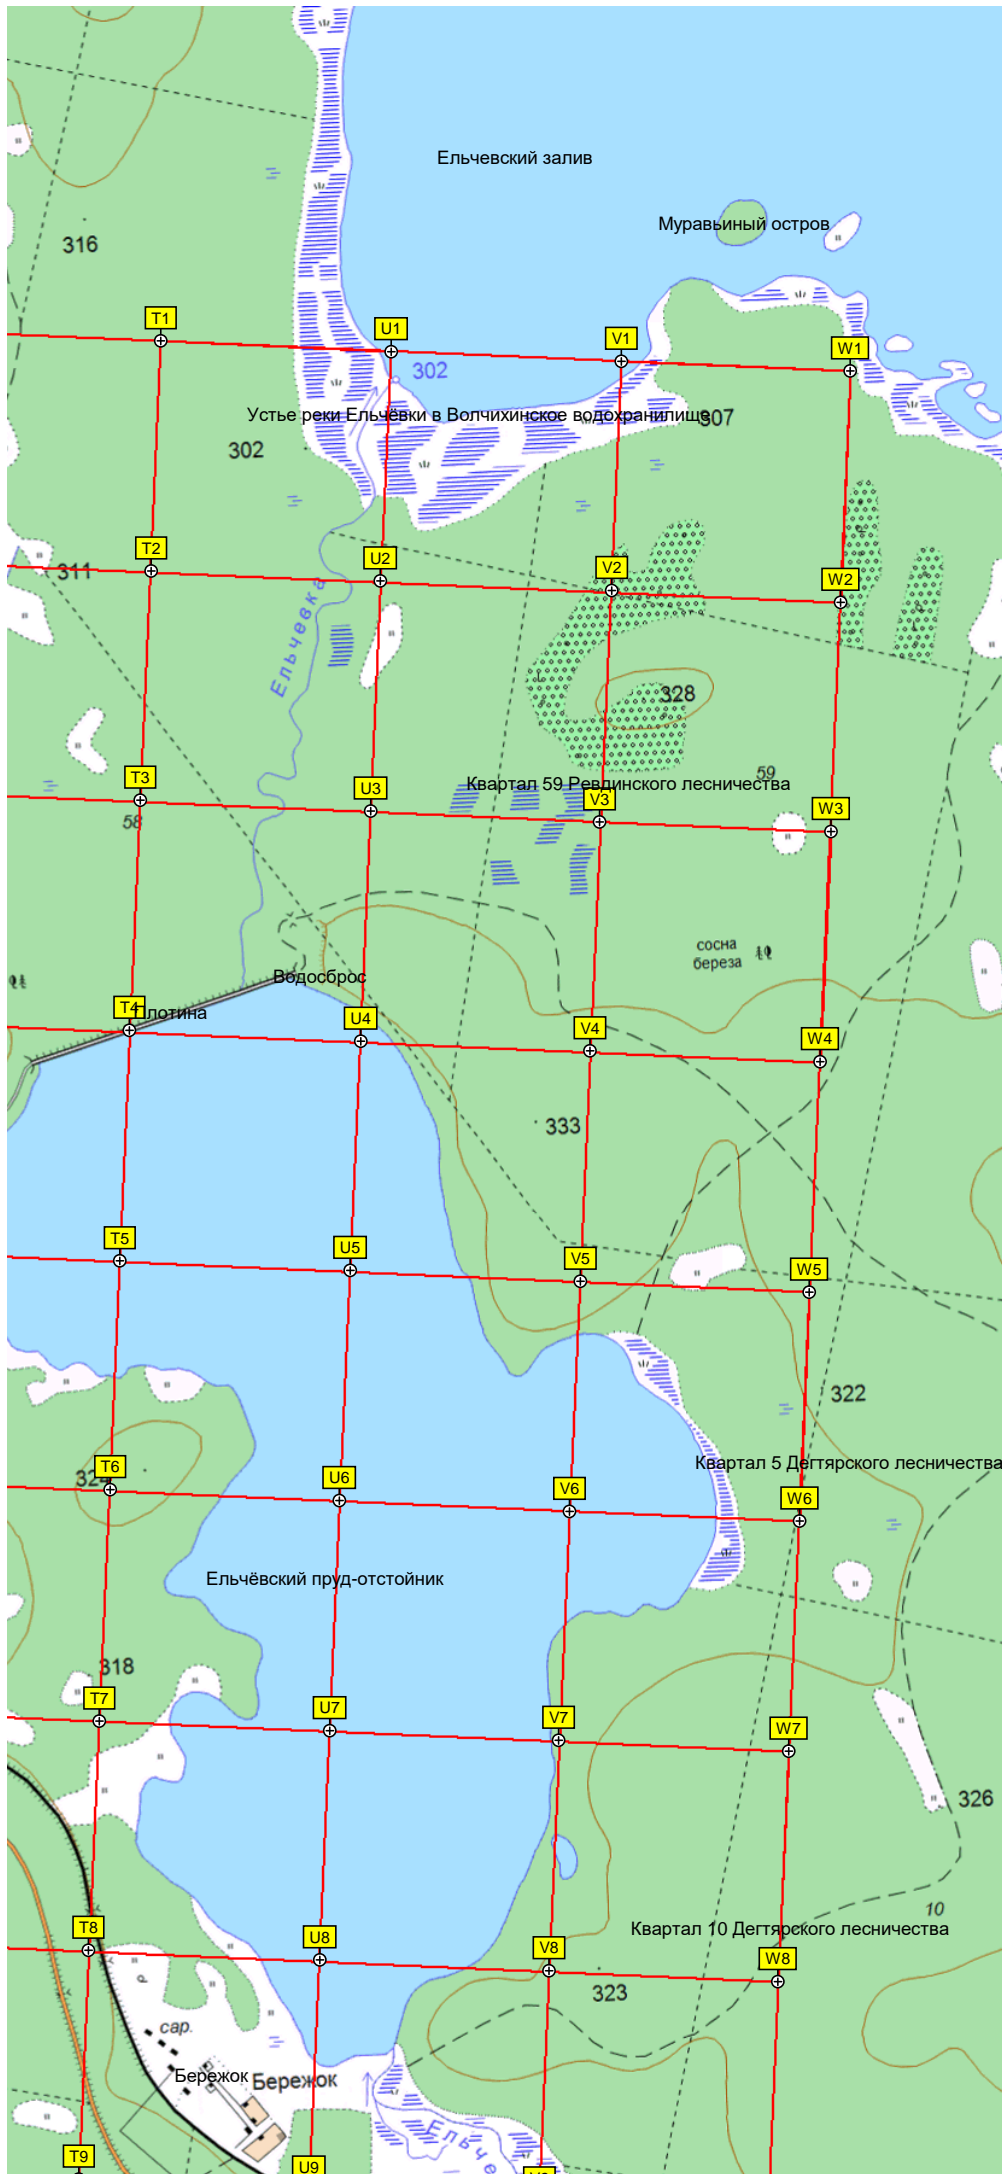 Ельчевский залив
Муравьиный остров
316
T1
U1
V1
W1
302
Устье реки Ельчёвки в Волчихинское водохранилище
307
302
T2
U2
V2
W2
311
Ельчевка
328
T3
U3
Квартал 59 Ревдинского лесничества
59
V3
W3
58
сосна
береза
Водосброс
T4
Плотина
U4
V4
W4
333
T5
U5
V5
W5
322
Квартал 5 Дегтярского лесничества
T6
324
U6
V6
W6
Ельчёвский пруд-отстойник
318
T7
U7
V7
W7
326
10
Квартал 10 Дегтярского лесничества
T8
U8
V8
W8
323
р.
сар.
Бережок
Бережок
Ельче
T9
U9